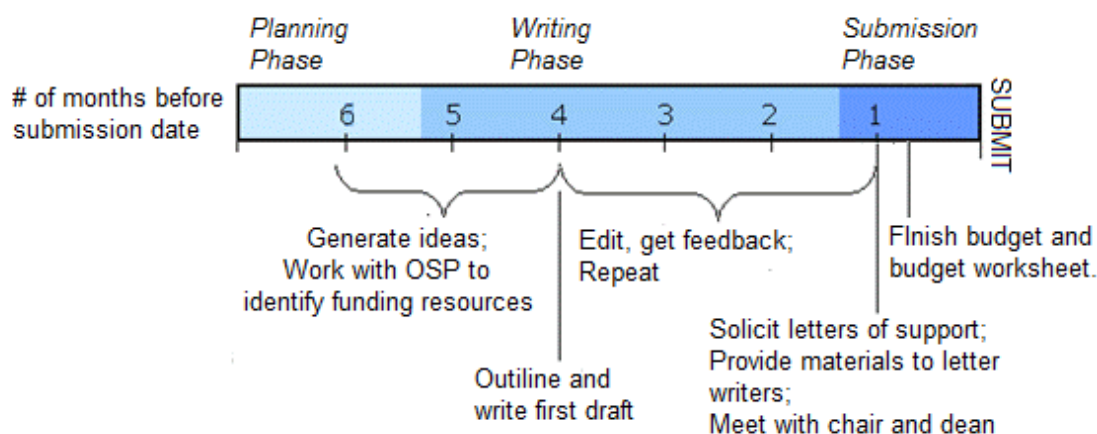 Planning
Phase
Writing
Phase
Submission
Phase
# of months before
submission date
6 5 4 3 2 1
SUBMIT
Generate ideas;
Work with OSP to
identify funding resources
Edit, get feedback;
Repeat
FInish budget and
budget worksheet.
Outiline and
write first draft
Solicit letters of support;
Provide materials to letter
writers;
Meet with chair and dean